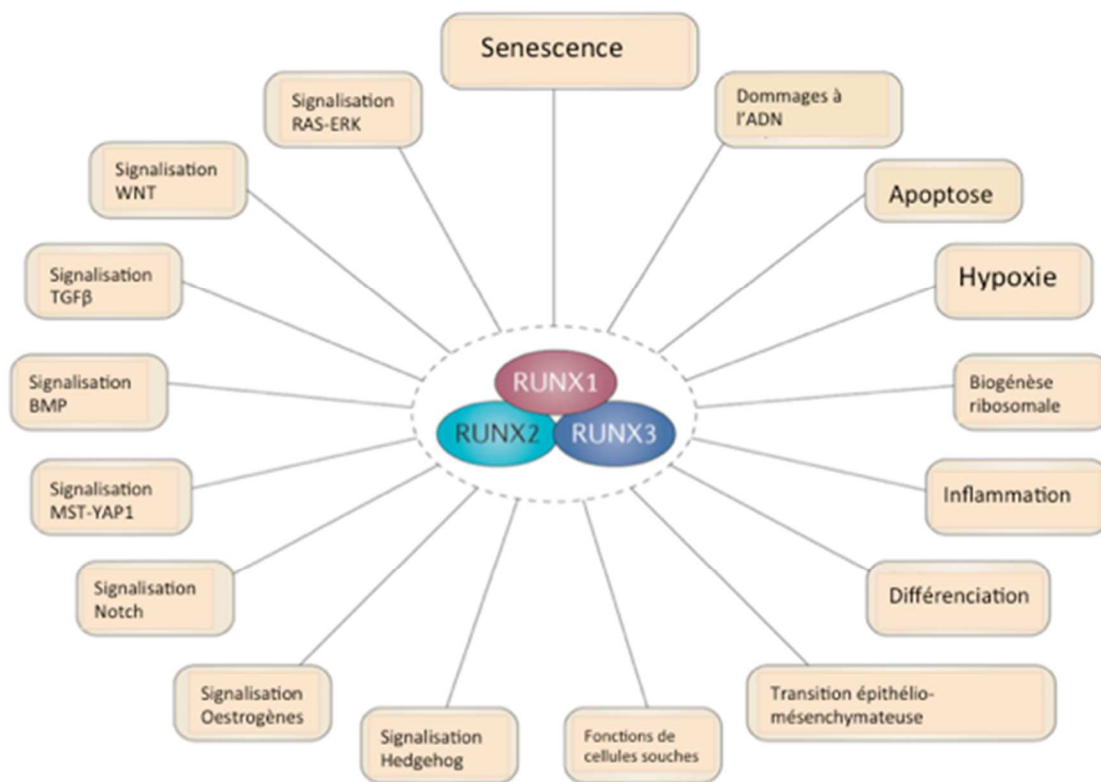 Senescence
Signalisation
RAS-ERK
Dommages à
l'ADN
Signalisation
WNT
Apoptose
Signalisation
TGFβ
Hypoxie
RUNX1
RUNX2
RUNX3
Signalisation
BMP
Biogénèse
ribosomale
Signalisation
MST-YAP1
Inflammation
Signalisation
Notch
Différenciation
Signalisation
Oestrogènes
Transition épithélio-
mésenchymateuse
Signalisation
Hedgehog
Fonctions de
cellules souches